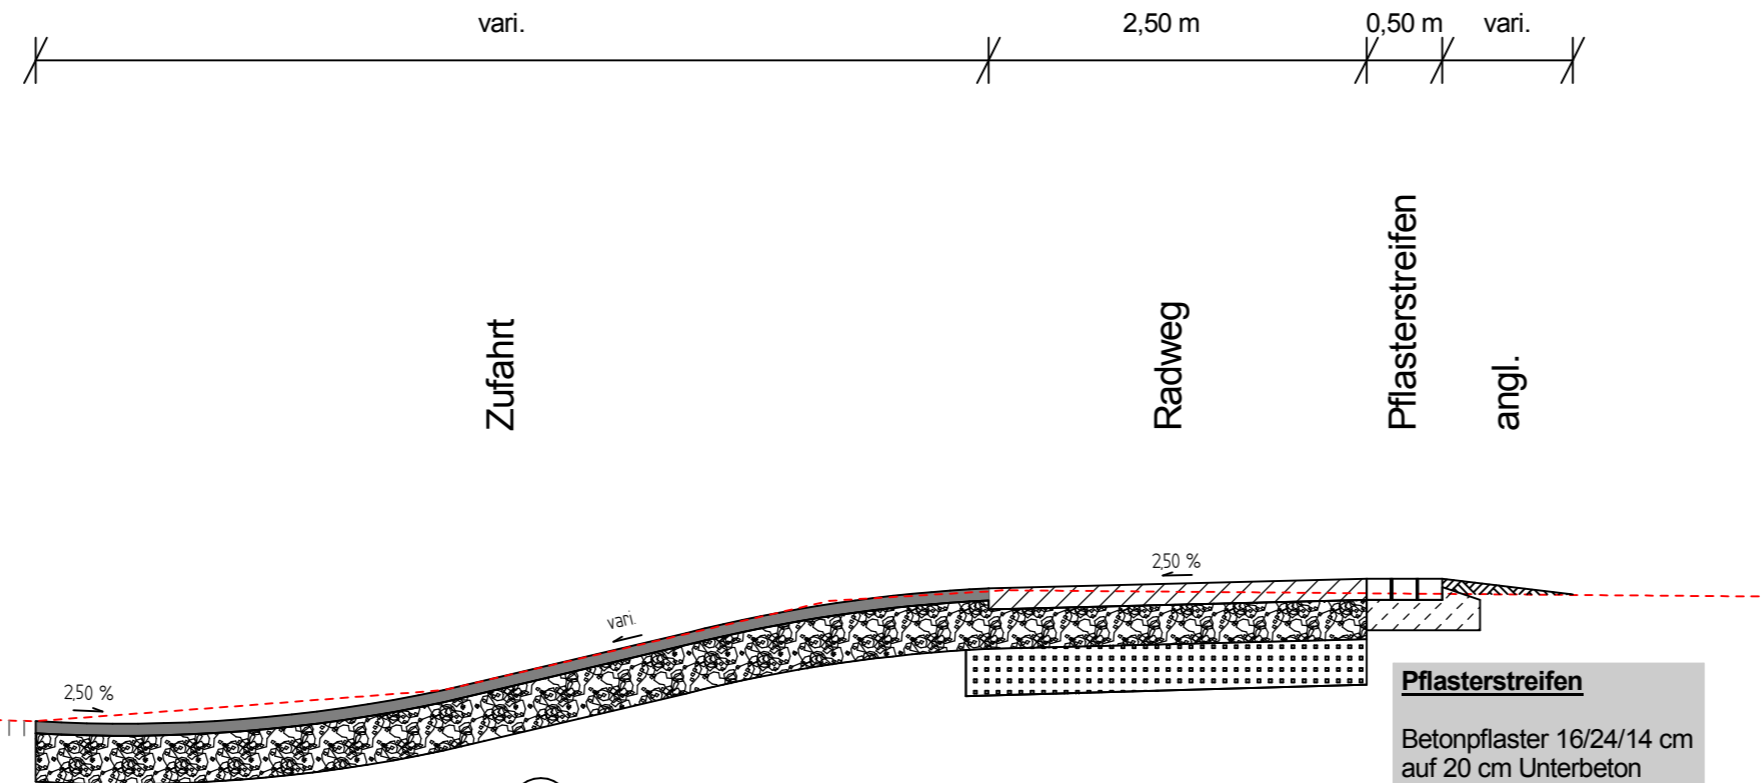 vari.
2,50 m
0,50 m
vari.
Zufahrt
Radweg
Pflasterstreifen
angl.
2,50 %
vari.
2,50 %
Pflasterstreifen
Betonpflaster 16/24/14 cm
auf 20 cm Unterbeton